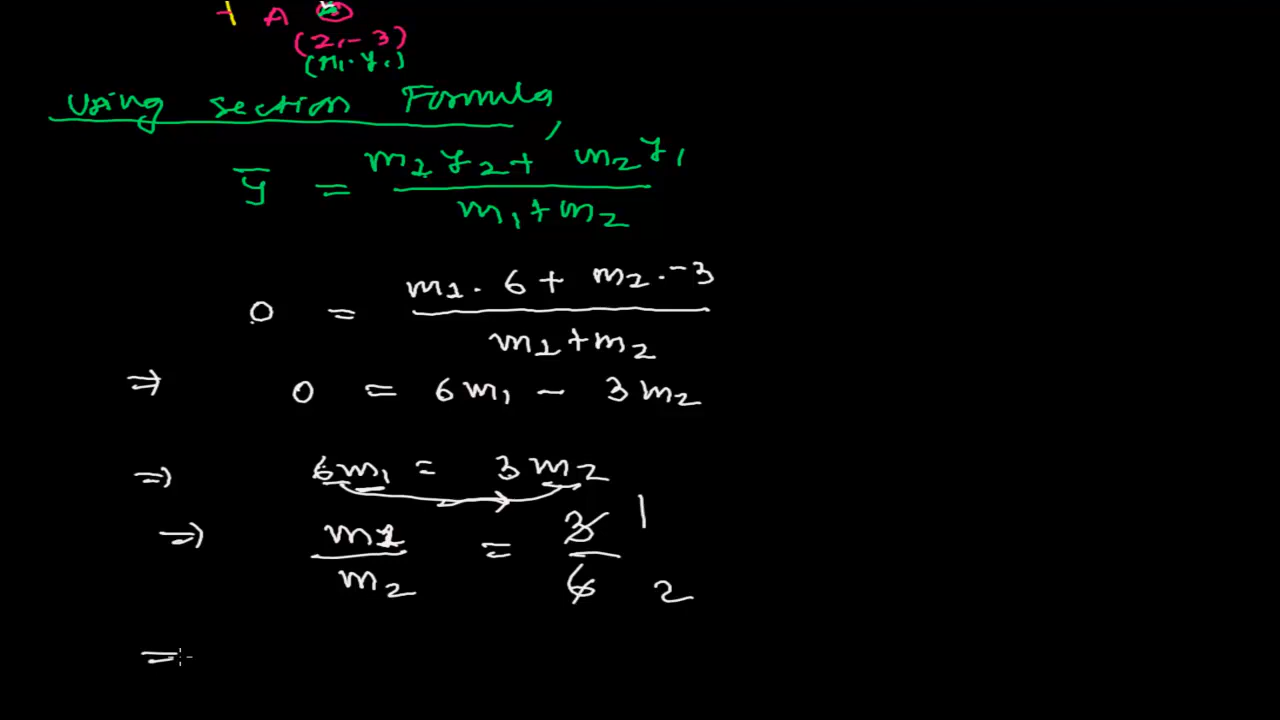 A
(2, -3)
(x₁. y₁)
Using section Formula,
ȳ = (m₂y₂ + m₂y₁) / (m₁+m₂)
0 = (m₁. 6 + m₂. -3) / (m₁+m₂)
⇒ 0 = 6m₁ - 3m₂
⇒ 6m₁ = 3m₂
⇒ m₁/m₂ = 3/6 1 2
=